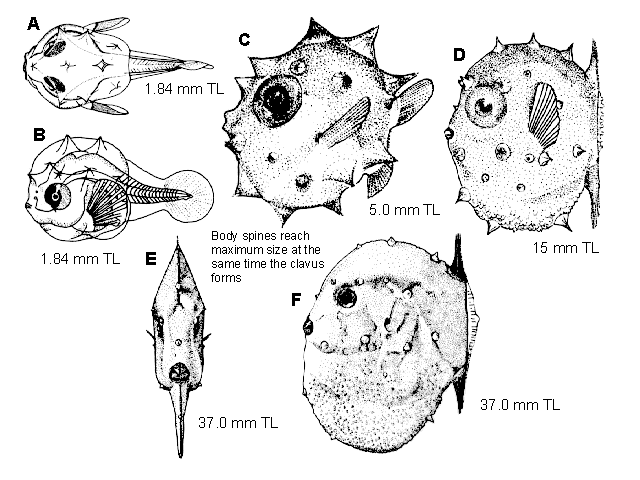 A
1.84 mm TL
B
1.84 mm TL
C
5.0 mm TL
D
15 mm TL
Body spines reach
maximum size at the
same time the clavus
forms
E
37.0 mm TL
F
37.0 mm TL